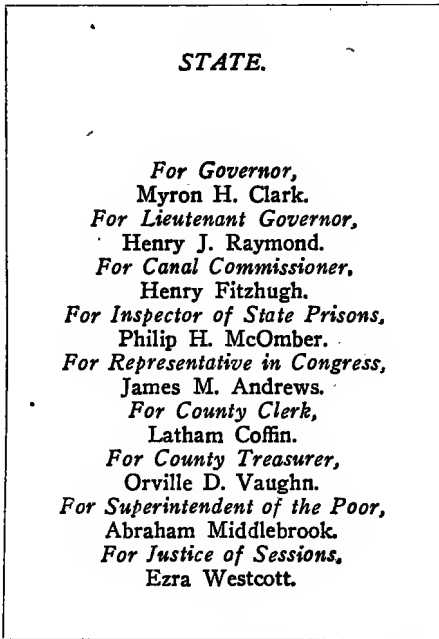 STATE.
For Governor,
Myron H. Clark.
For Lieutenant Governor,
Henry J. Raymond.
For Canal Commissioner,
Henry Fitzhugh.
For Inspector of State Prisons,
Philip H. McOmber.
For Representative in Congress,
James M. Andrews.
For County Clerk,
Latham Coffin.
For County Treasurer,
Orville D. Vaughn.
For Superintendent of the Poor,
Abraham Middlebrook.
For Justice of Sessions,
Ezra Westcott.